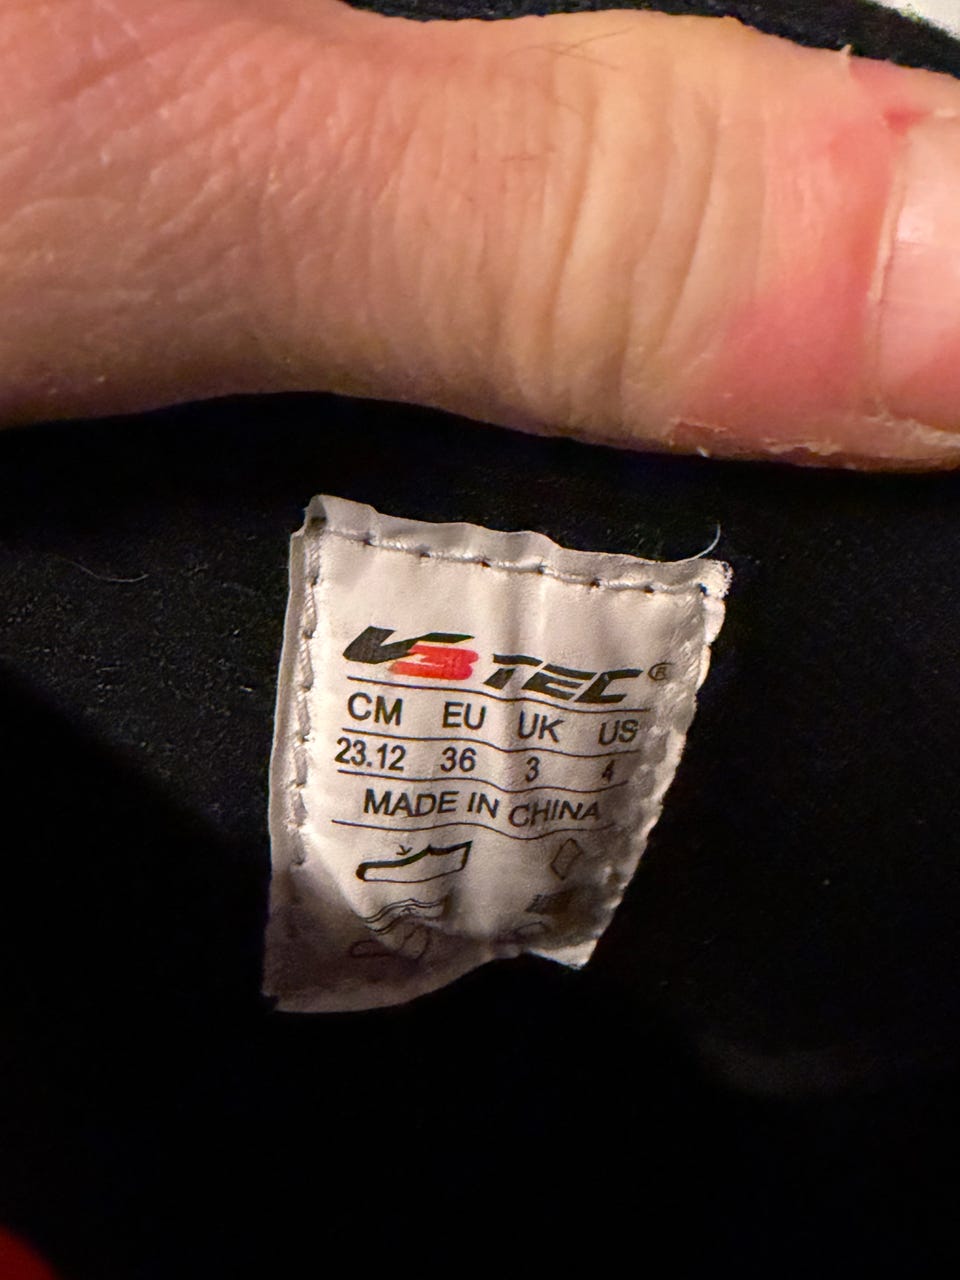 V3TEC®
CM EU UK US
23.12 36 3 4
MADE IN CHINA